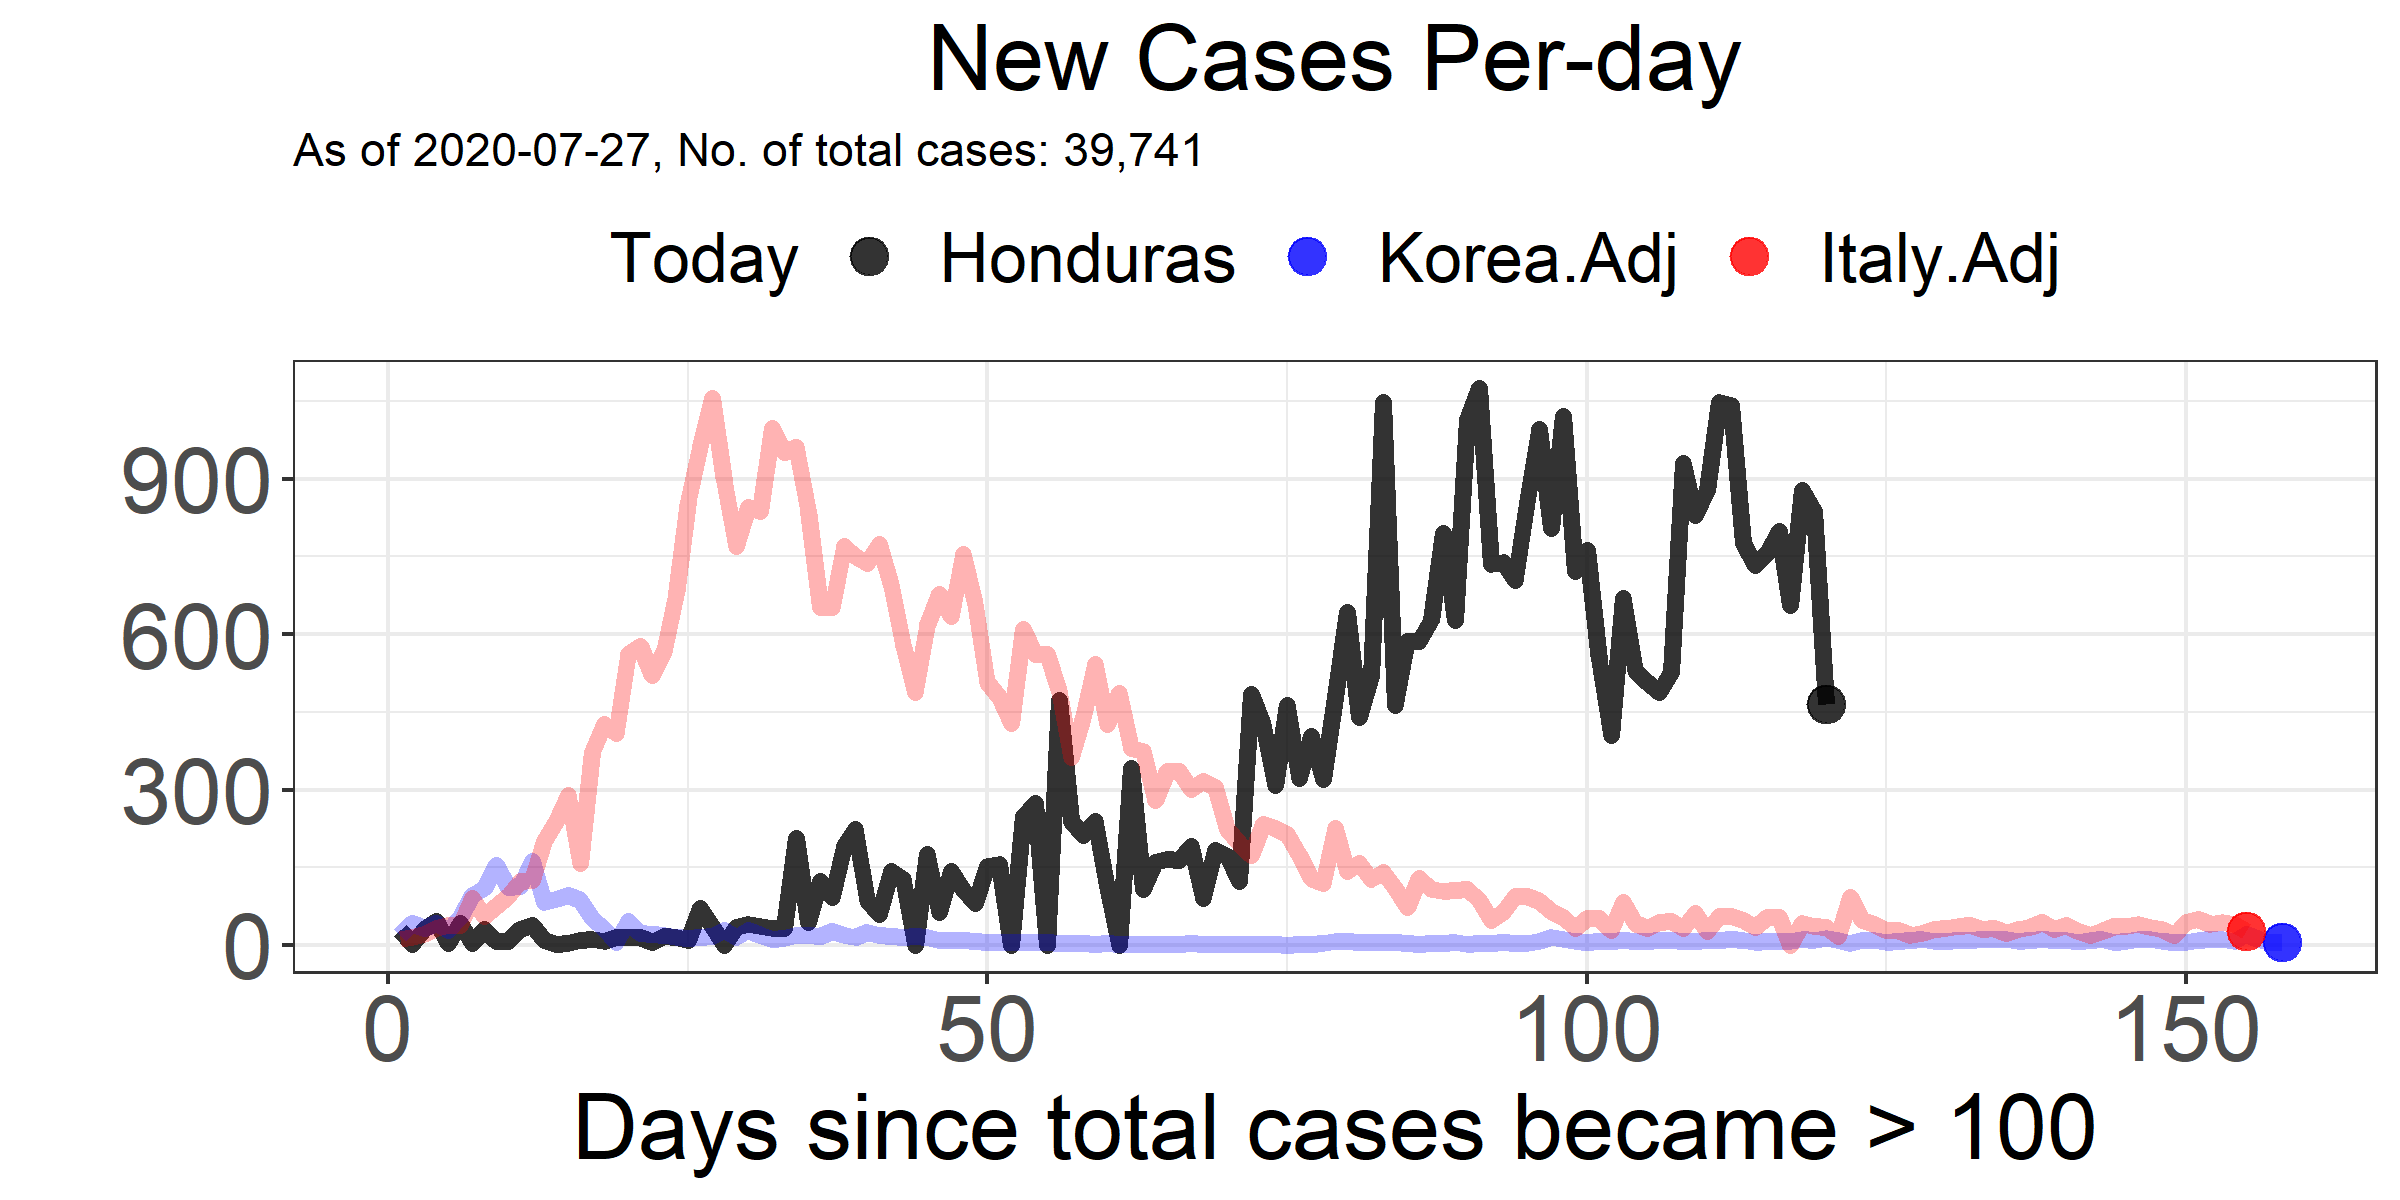 New Cases Per-day
As of 2020-07-27, No. of total cases: 39,741
Today Honduras Korea.Adj Italy.Adj
900
600
300
0
0 50 100 150
Days since total cases became > 100